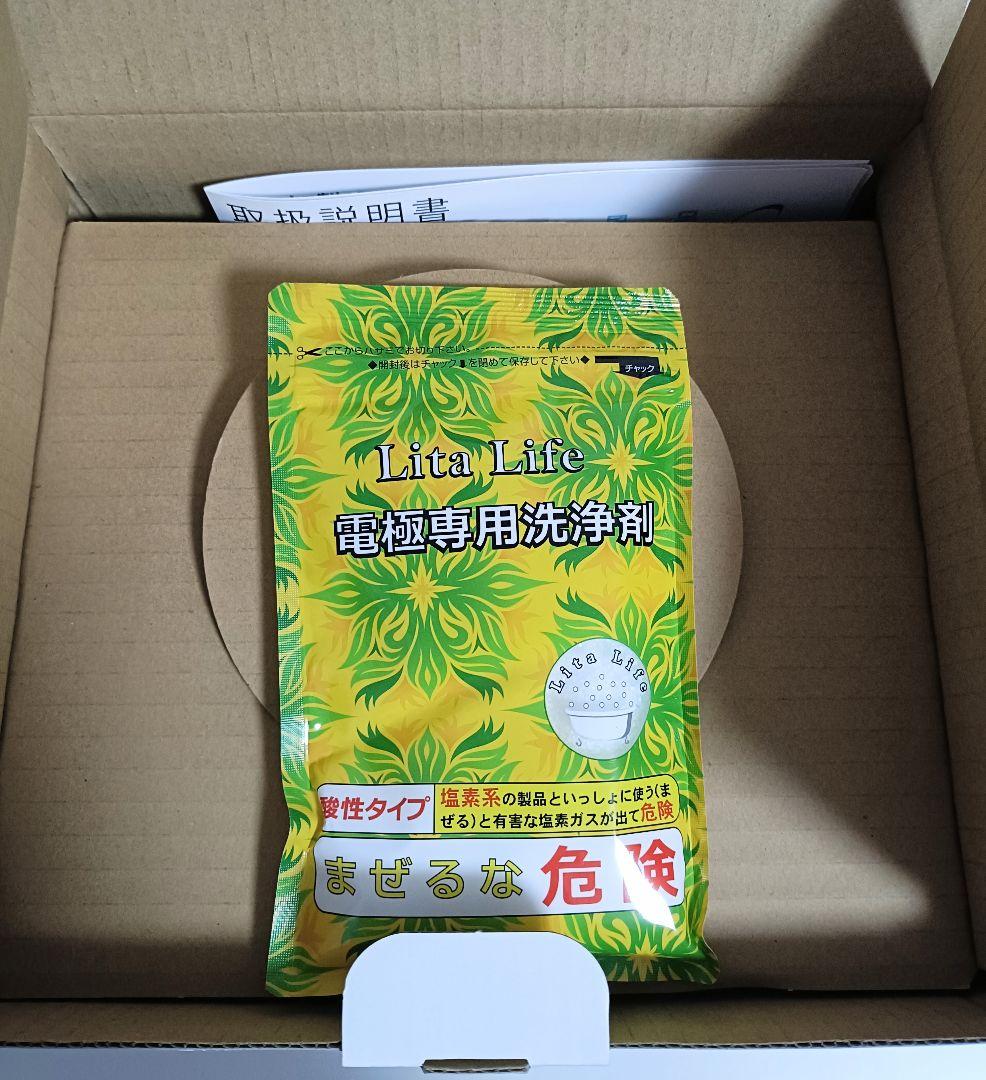 取扱説明書
ここからハサミでお切り下さい。
◆開封後はチャックを閉めて保存して下さい◆
チャック
Lita Life
電極専用洗浄剤
Lita Life
酸性タイプ
塩素系の製品といっしょに使う(ま
ぜる)と有害な塩素ガスが出て危険
まぜるな 危険